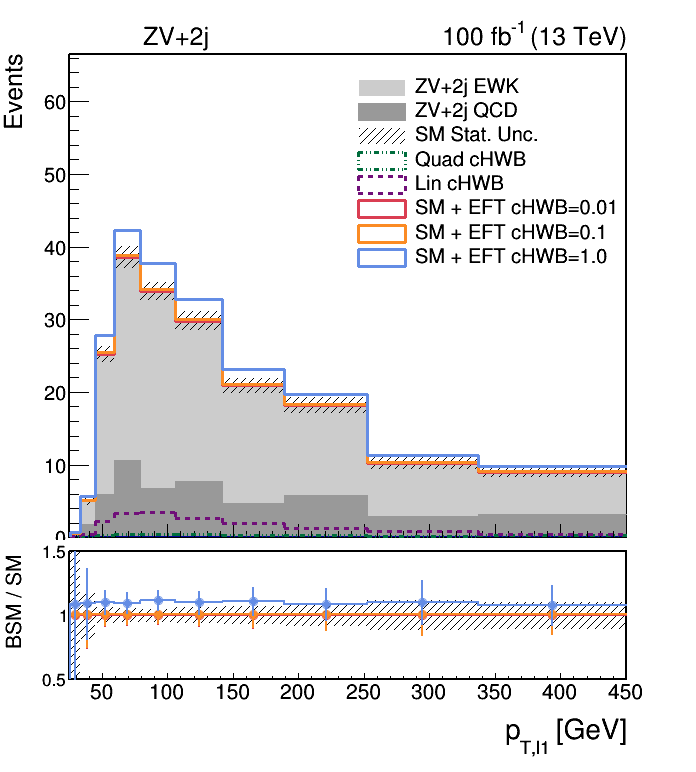 ZV+2j 100 fb⁻¹ (13 TeV)
Events
60
50
40
30
20
10
0
ZV+2j EWK
ZV+2j QCD
SM Stat. Unc.
Quad cHWB
Lin cHWB
SM + EFT cHWB=0.01
SM + EFT cHWB=0.1
SM + EFT cHWB=1.0
BSM / SM
1.5
1
0.5
50 100 150 200 250 300 350 400 450
p_T,l1 [GeV]